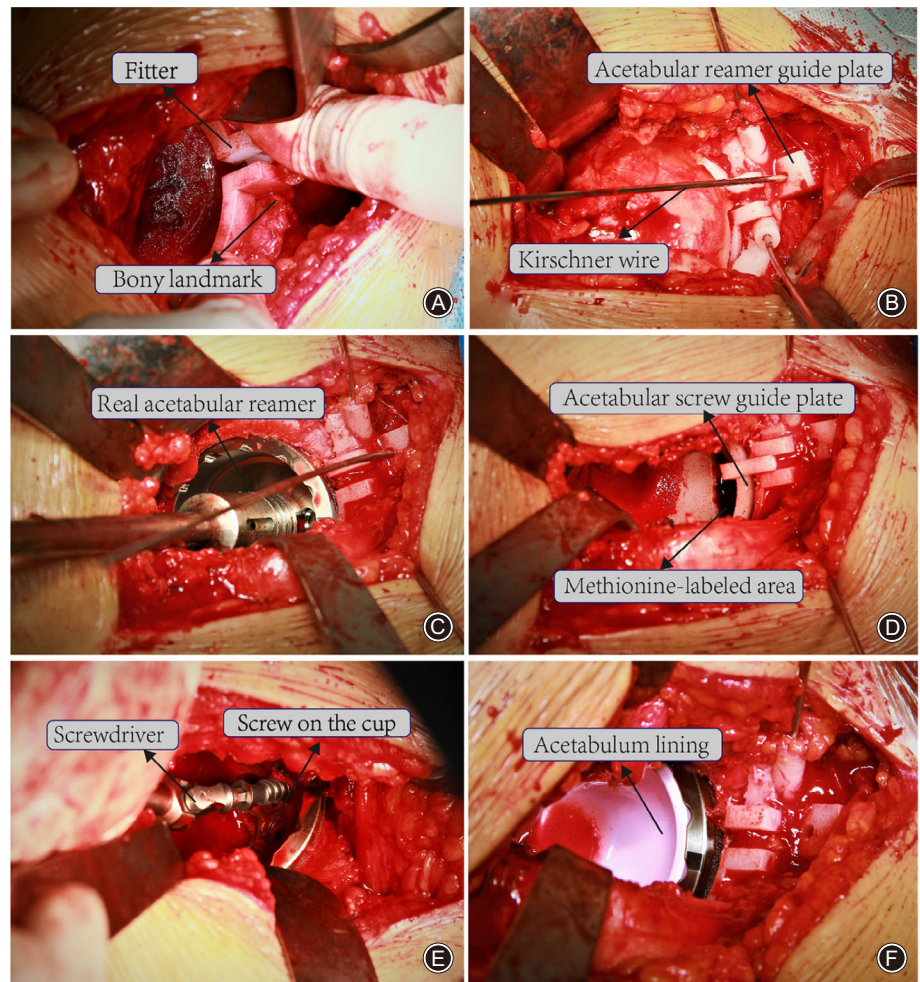 Fitter
Bony landmark
A
Acetabular reamer guide plate
Kirschner wire
B
Real acetabular reamer
C
Acetabular screw guide plate
Methionine-labeled area
D
Screwdriver
Screw on the cup
E
Acetabulum lining
F